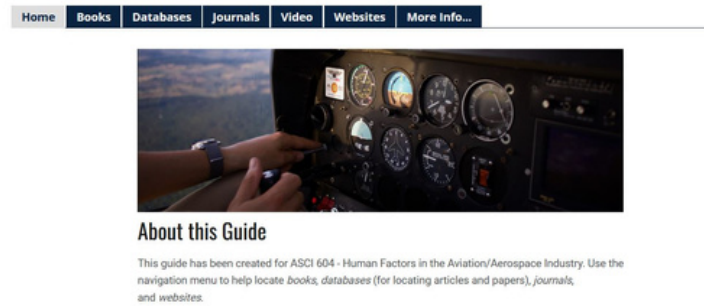 Home Books Databases Journals Video Websites More Info...
About this Guide
This guide has been created for ASCI 604 - Human Factors in the Aviation/Aerospace Industry. Use the
navigation menu to help locate books, databases (for locating articles and papers), journals,
and websites.